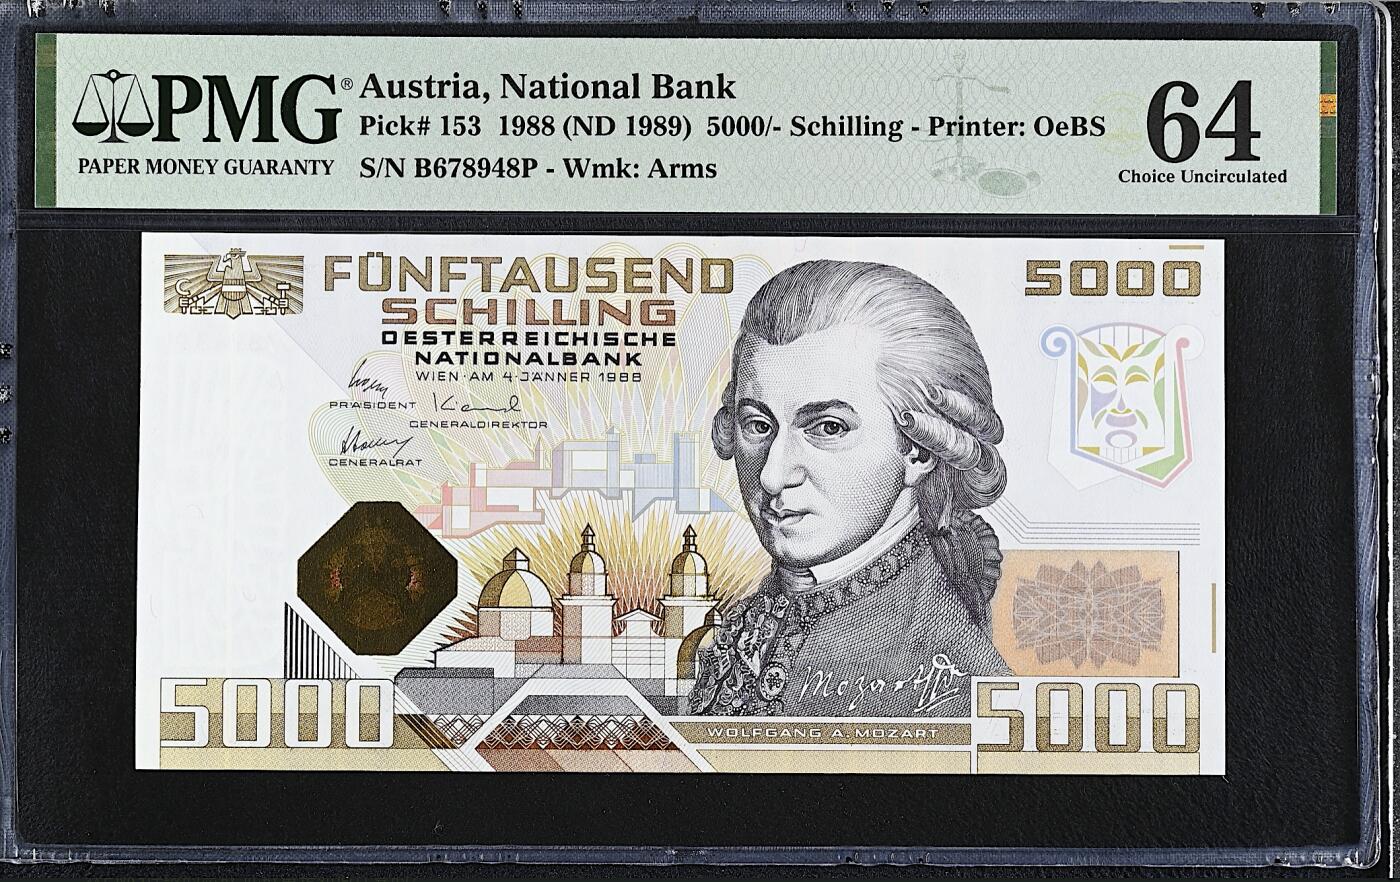 PMG®
PAPER MONEY GUARANTY
Austria, National Bank
Pick# 153 1988 (ND 1989) 5000/- Schilling - Printer: OeBS
S/N B678948P - Wmk: Arms
64
Choice Uncirculated
FÜNFTAUSEND
SCHILLING
OESTERREICHISCHE
NATIONALBANK
WIEN·AM 4·JÄNNER 1988
PRÄSIDENT
GENERALDIREKTOR
GENERALRAT
5000
Mozart
5000
WOLFGANG A. MOZART
5000